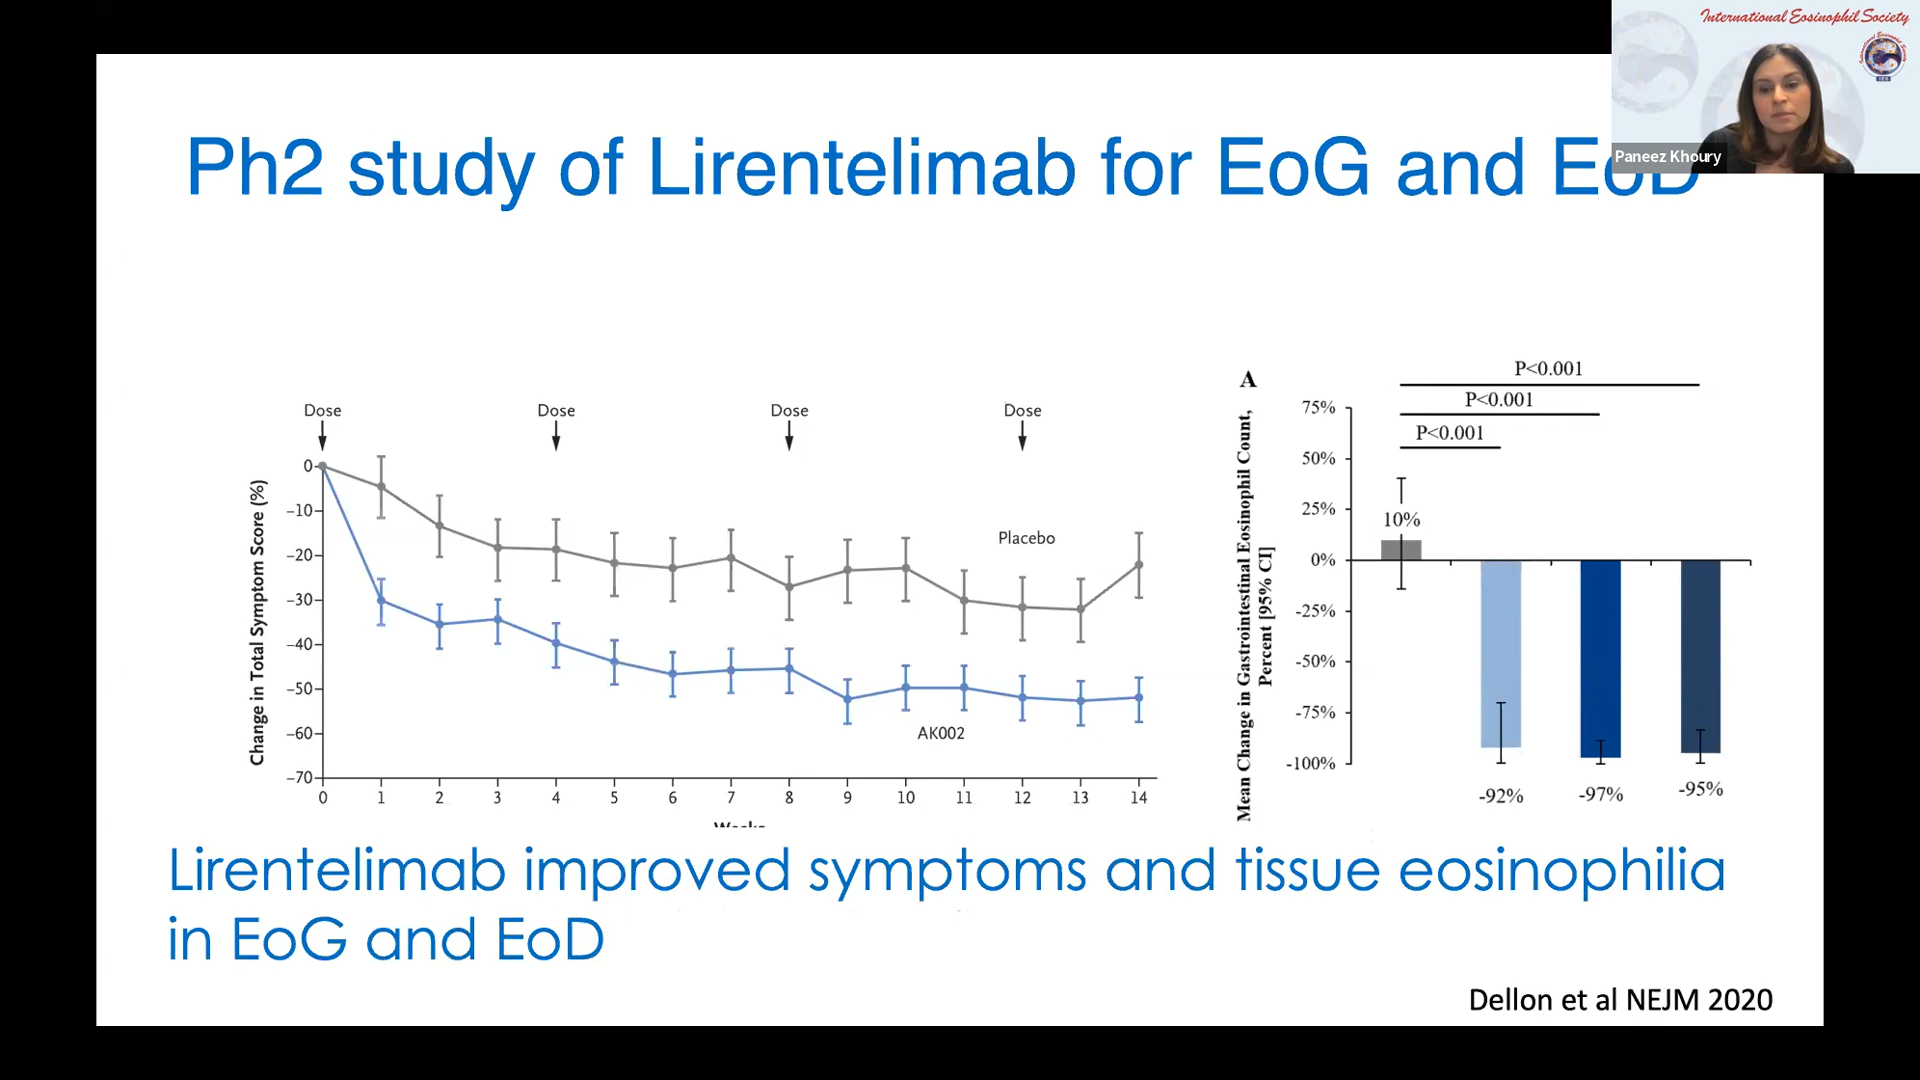 International Eosinophil Society
Paneez Khoury
Ph2 study of Lirentelimab for EoG and EoD
Dose
Dose
Dose
Dose
Change in Total Symptom Score (%)
0
−10
−20
−30
−40
−50
−60
−70
Placebo
AK002
0 1 2 3 4 5 6 7 8 9 10 11 12 13 14
Weeks
A
Mean Change in Gastrointestinal Eosinophil Count,
Percent [95% CI]
P<0.001
P<0.001
P<0.001
75%
50%
25%
0%
-25%
-50%
-75%
-100%
10%
-92%
-97%
-95%
Lirentelimab improved symptoms and tissue eosinophilia
in EoG and EoD
Dellon et al NEJM 2020